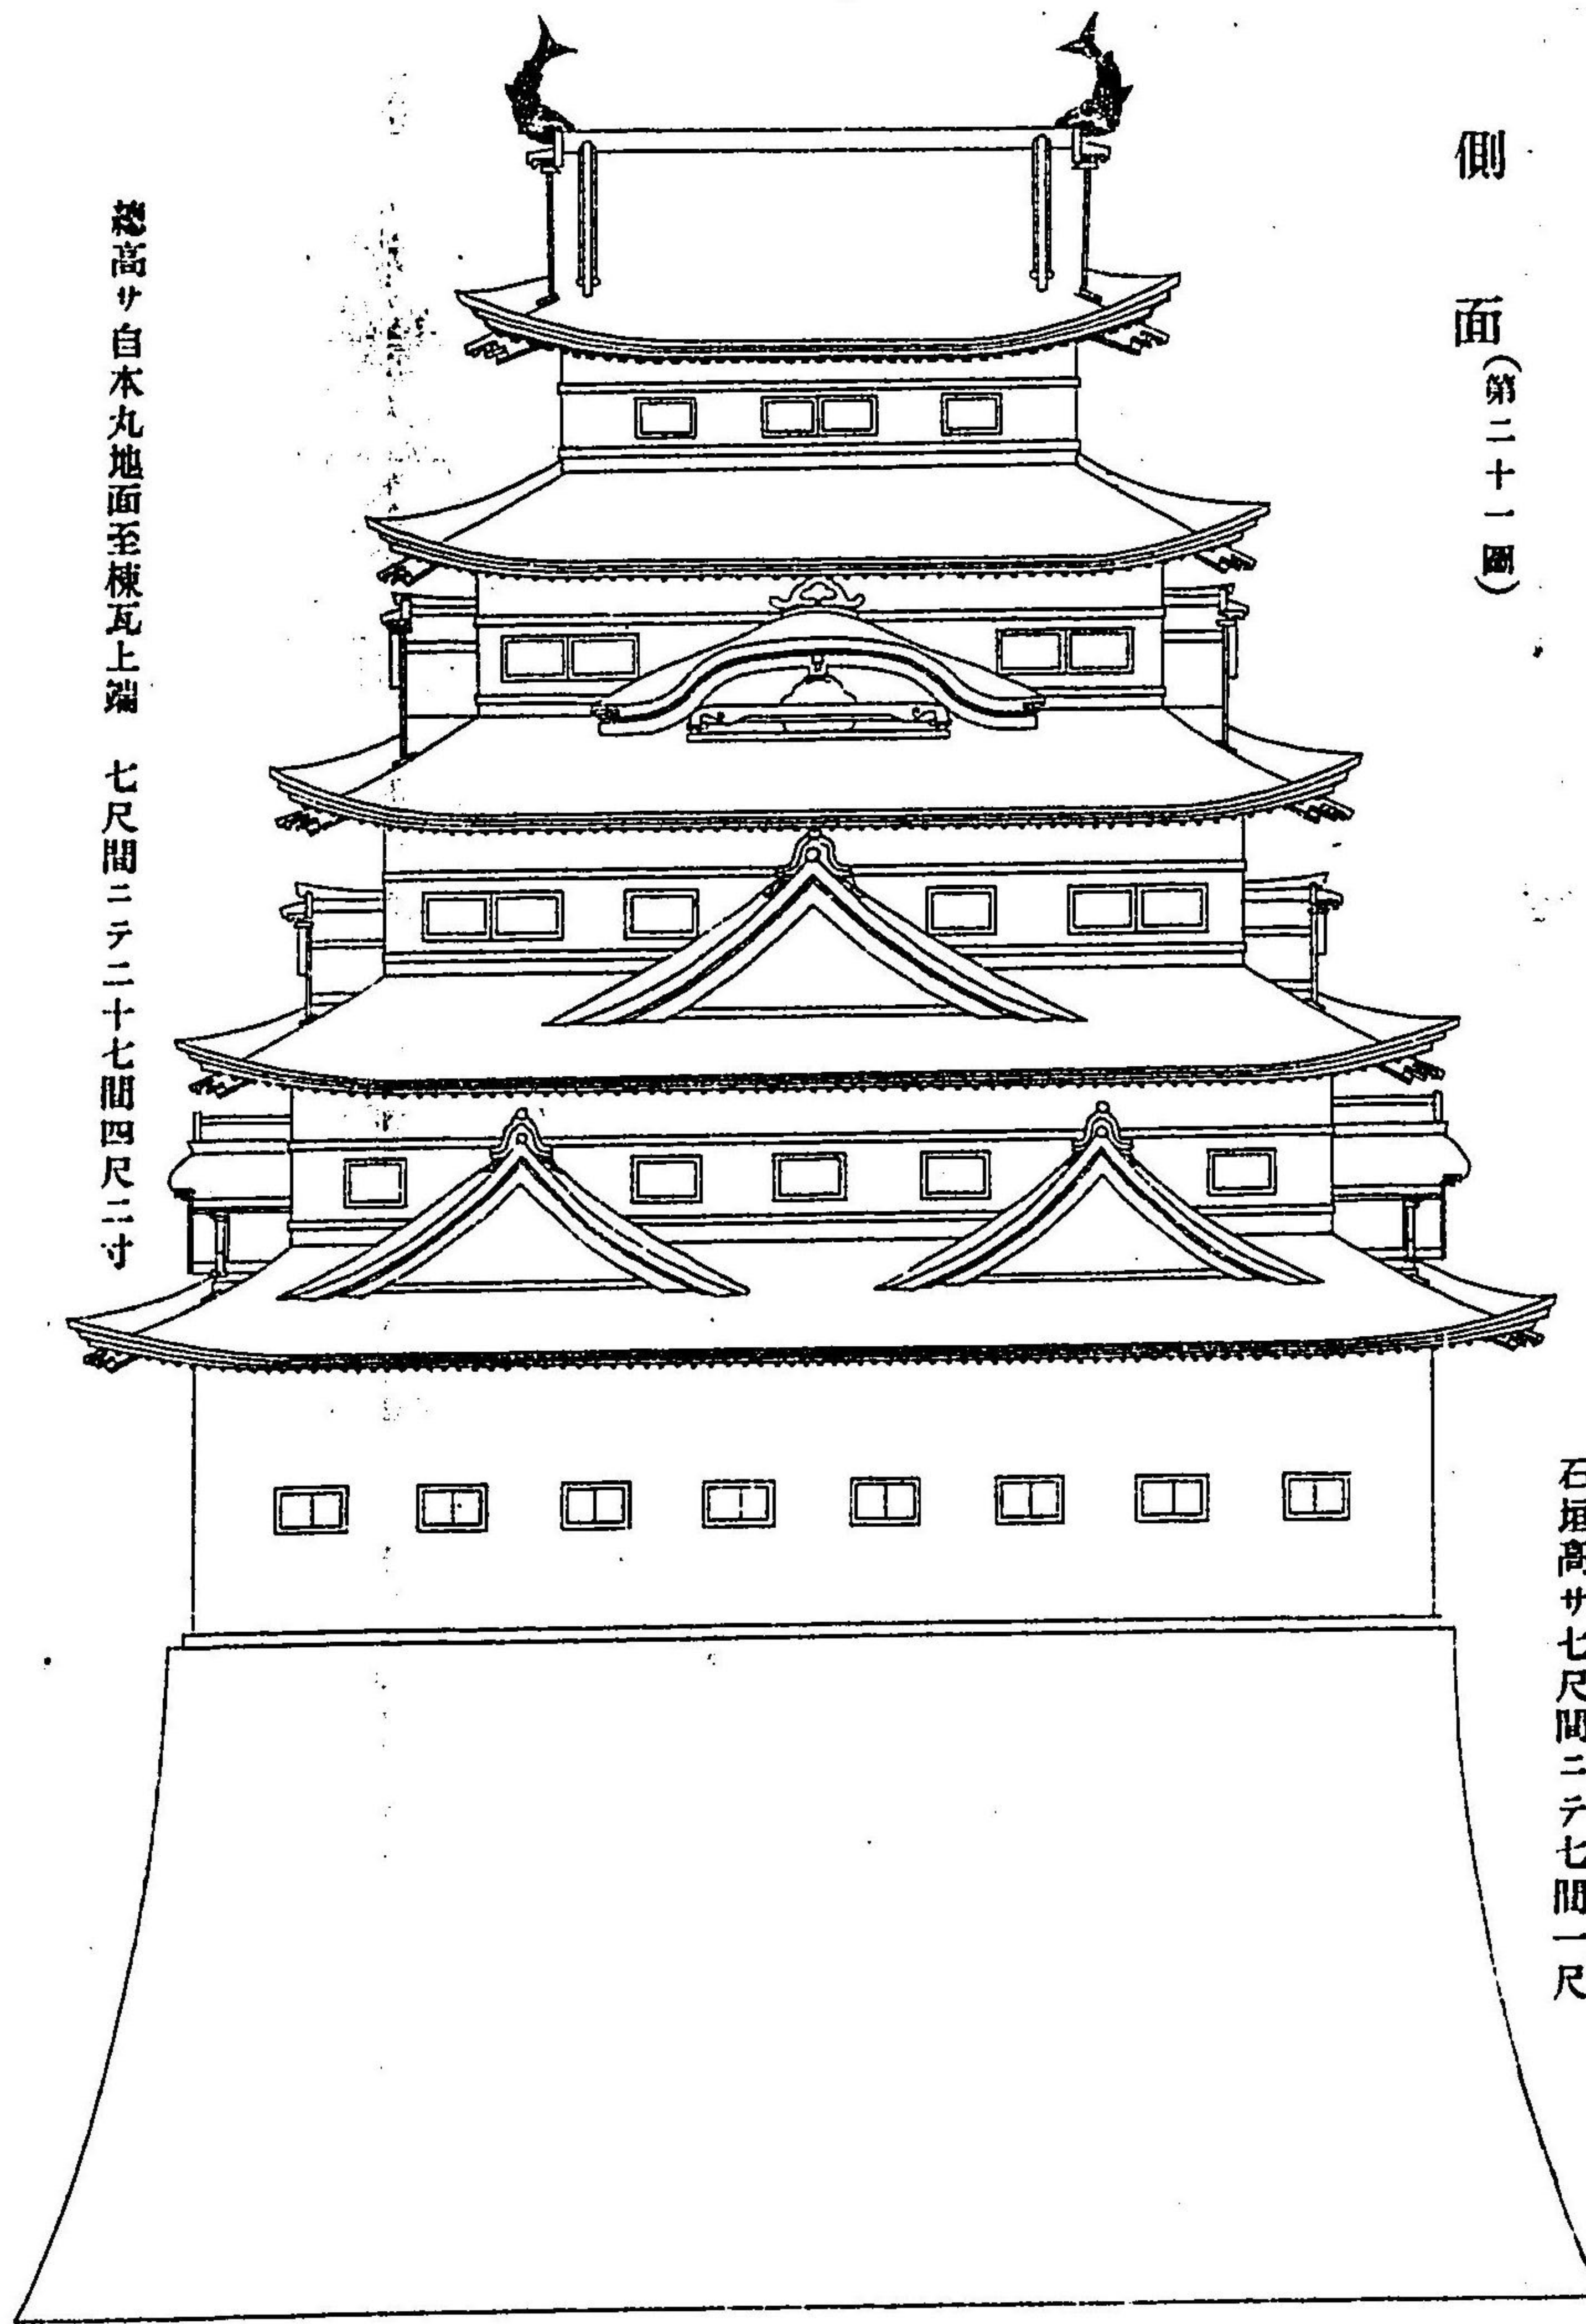 側面(第二十一圖)
石垣高サ七尺間ニテ七間一尺
總高サ自本丸地面至棟瓦上端 七尺間ニテ二十七間四尺二寸